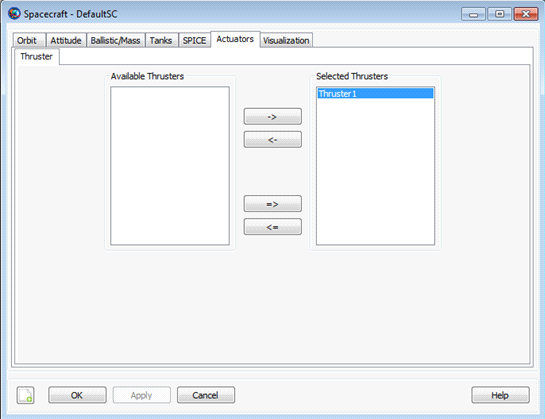 Spacecraft - DefaultSC
Orbit Attitude Ballistic/Mass Tanks SPICE Actuators Visualization
Thruster
Available Thrusters Selected Thrusters
Thruster1
->
<-
=>
<=
OK Apply Cancel Help